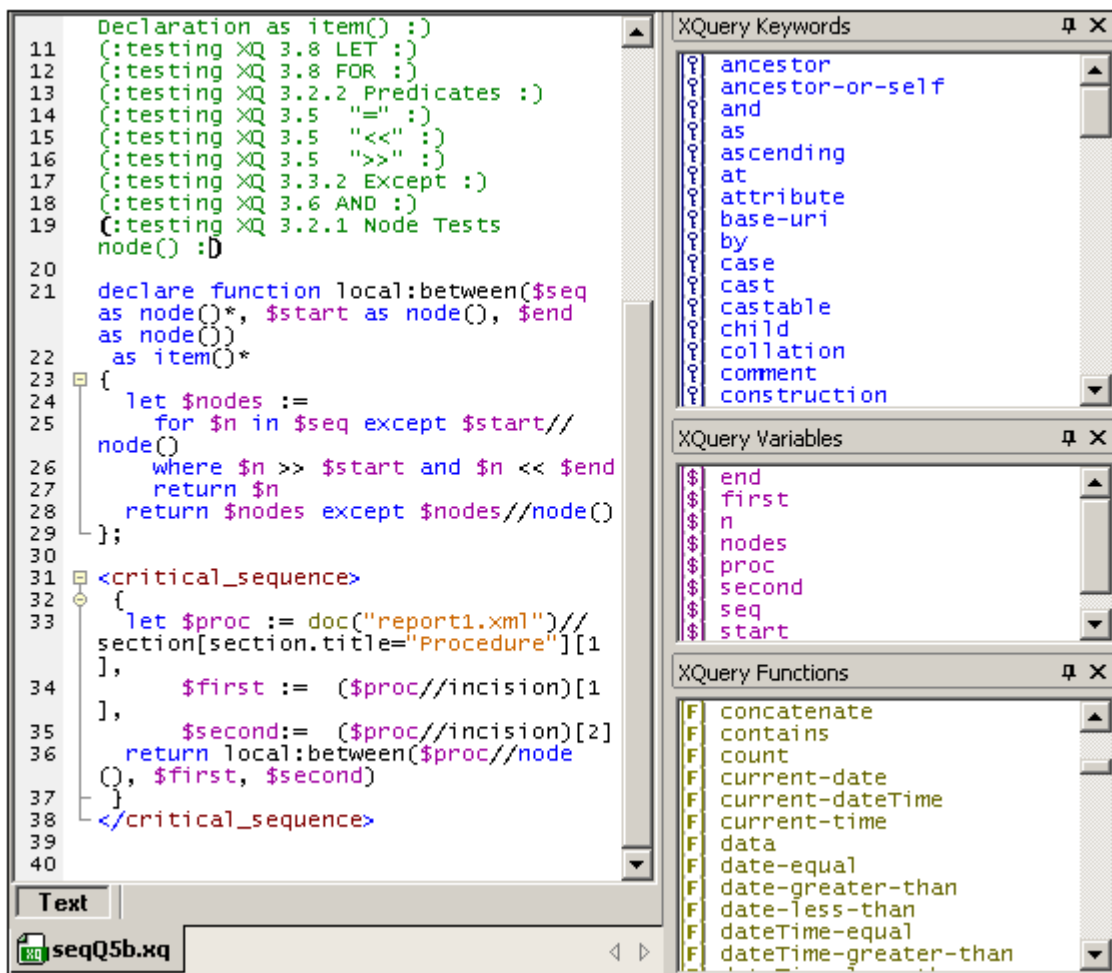 Declaration as item() :)
11 (:testing XQ 3.8 LET :)
12 (:testing XQ 3.8 FOR :)
13 (:testing XQ 3.2.2 Predicates :)
14 (:testing XQ 3.5  "=" :)
15 (:testing XQ 3.5  "<<" :)
16 (:testing XQ 3.5  ">>" :)
17 (:testing XQ 3.3.2 Except :)
18 (:testing XQ 3.6 AND :)
19 (:testing XQ 3.2.1 Node Tests
node() :)
20
21 declare function local:between($seq
as node()*, $start as node(), $end
as node())
22  as item()*
23 {
24   let $nodes :=
25     for $n in $seq except $start//
node()
26     where $n >> $start and $n << $end
27     return $n
28   return $nodes except $nodes//node()
29 };
30
31 <critical_sequence>
32  {
33   let $proc := doc("report1.xml")//
section[section.title="Procedure"][1
],
34       $first :=  ($proc//incision)[1
],
35       $second:=  ($proc//incision)[2]
36   return local:between($proc//node
(), $first, $second)
37  }
38 </critical_sequence>
39
40
Text
seqQ5b.xq
XQuery Keywords
ancestor
ancestor-or-self
and
as
ascending
at
attribute
base-uri
by
case
cast
castable
child
collation
comment
construction
XQuery Variables
$ end
$ first
$ n
$ nodes
$ proc
$ second
$ seq
$ start
XQuery Functions
F concatenate
F contains
F count
F current-date
F current-dateTime
F current-time
F data
F date-equal
F date-greater-than
F date-less-than
F dateTime-equal
F dateTime-greater-than